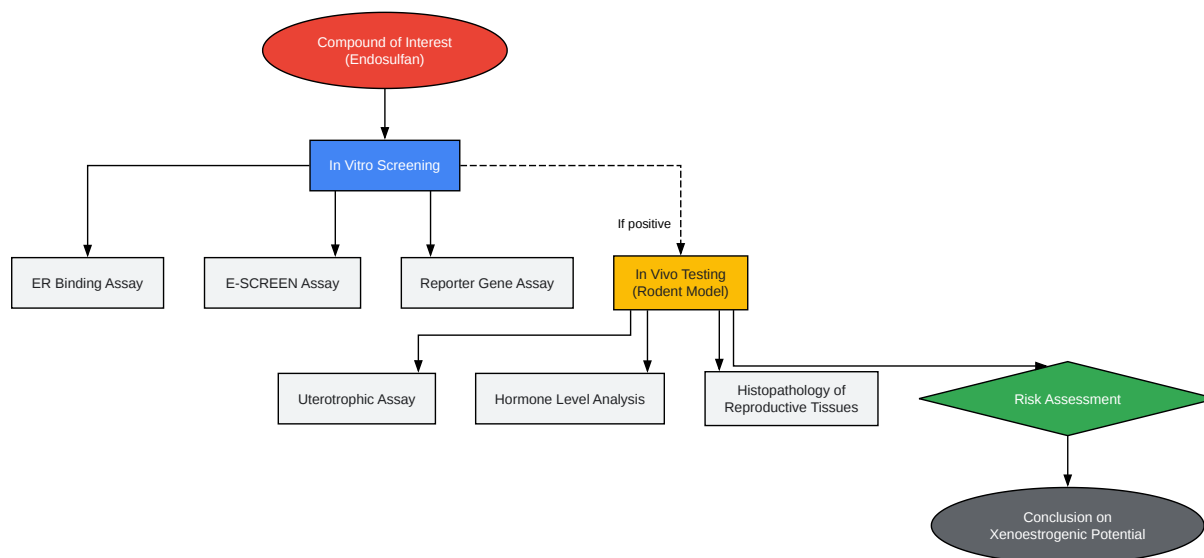 Compound of Interest
(Endosulfan)
In Vitro Screening
If positive
ER Binding Assay
E-SCREEN Assay
Reporter Gene Assay
In Vivo Testing
(Rodent Model)
Uterotrophic Assay
Hormone Level Analysis
Histopathology of
Reproductive Tissues
Risk Assessment
Conclusion on
Xenoestrogenic Potential